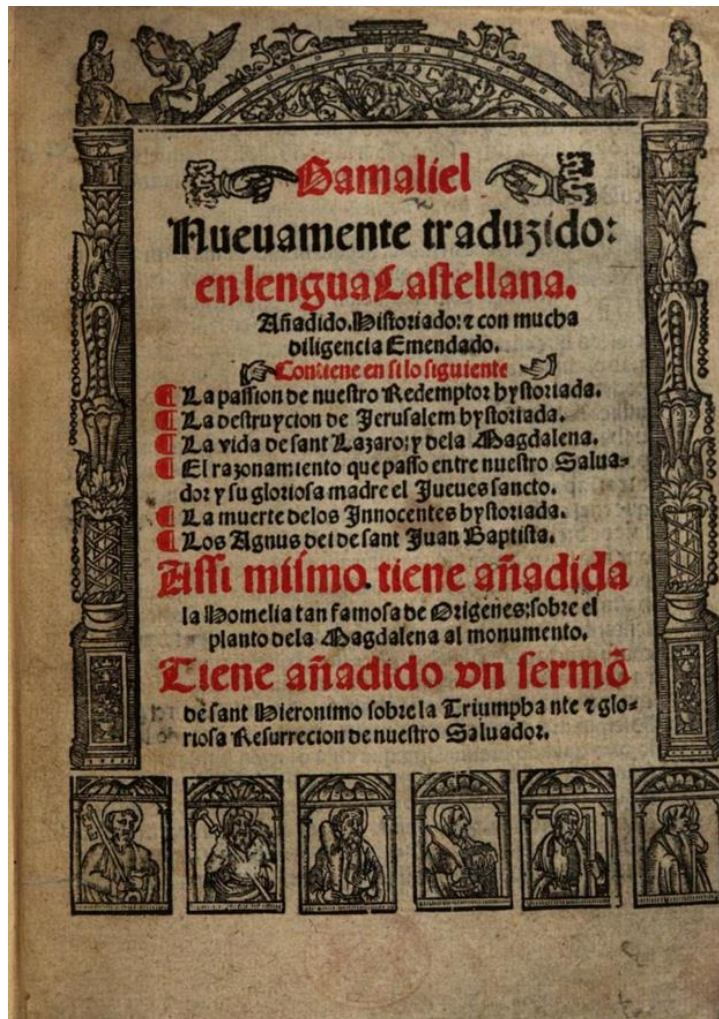 Gamaliel
Nueuamente traduzido:
en lengua Castellana.
Añadido. Historiado: ⁊ con mucha
diligencia Emendado.
Contiene en si lo siguiente
¶ La passion de nuestro Redemptor hystoriada.
¶ La destruycion de Jerusalem hystoriada.
¶ La vida de sant Lazaro: y dela Magdalena.
¶ El razonamiento que passo entre nuestro Salua-
dor y su gloriosa madre el Jueues sancto.
¶ La muerte delos Innocentes hystoriada.
¶ Los Agnus dei de sant Juan Baptista.
Assi mismo. tiene añadida
la Homelia tan famosa de Origenes: sobre el
planto dela Magdalena al monumento.
Tiene añadido vn sermõ
de sant Hieronimo sobre la Triumpha nte ⁊ glo-
riosa Resurrecion de nuestro Saluador.